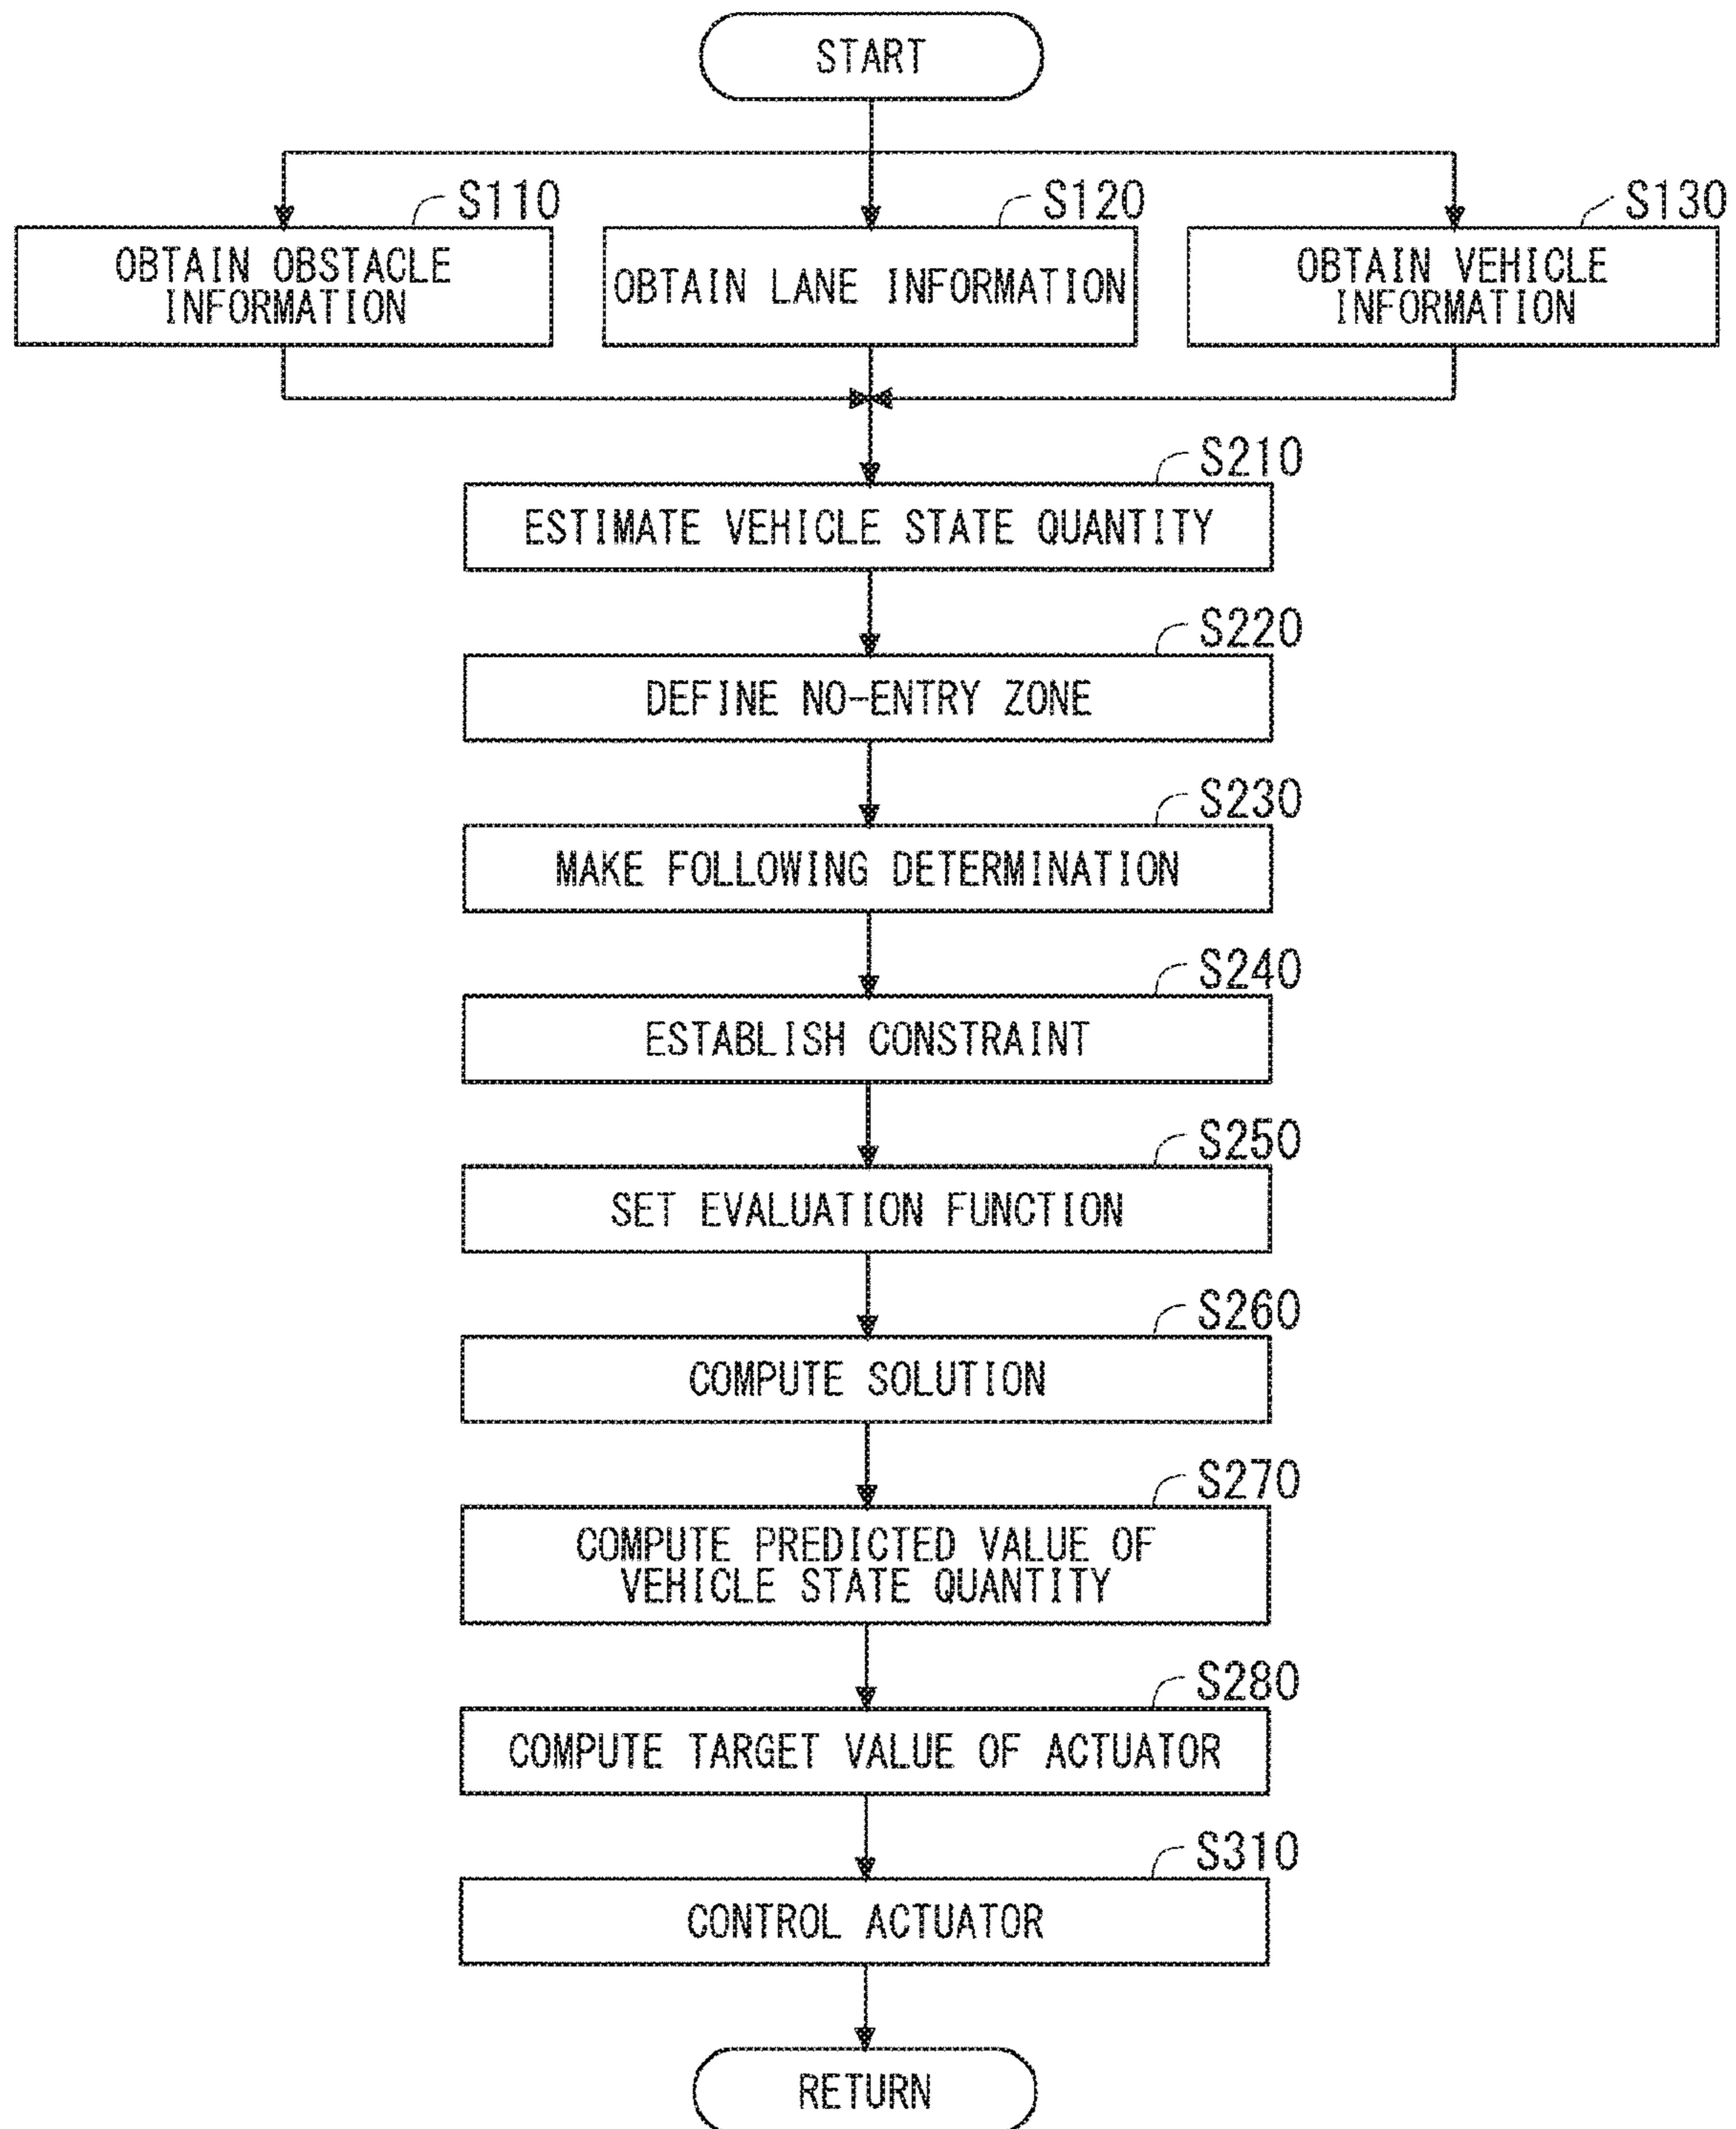 START
S110
OBTAIN OBSTACLE
INFORMATION
S120
OBTAIN LANE INFORMATION
S130
OBTAIN VEHICLE
INFORMATION
S210
ESTIMATE VEHICLE STATE QUANTITY
S220
DEFINE NO-ENTRY ZONE
S230
MAKE FOLLOWING DETERMINATION
S240
ESTABLISH CONSTRAINT
S250
SET EVALUATION FUNCTION
S260
COMPUTE SOLUTION
S270
COMPUTE PREDICTED VALUE OF
VEHICLE STATE QUANTITY
S280
COMPUTE TARGET VALUE OF ACTUATOR
S310
CONTROL ACTUATOR
RETURN